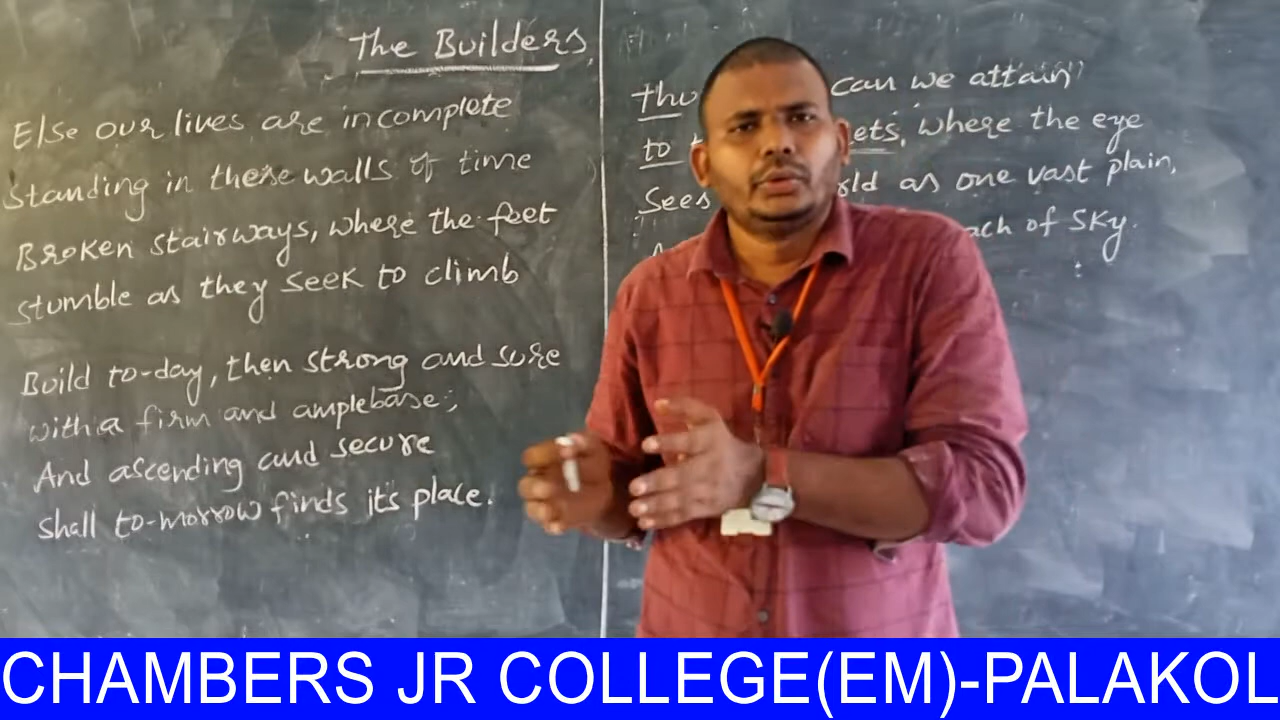 The Builders,
Else our lives are incomplete
Standing in these walls of time
Broken stairways, where the feet
stumble as they seek to climb
Build to-day, then strong and sure
with a firm and ample base;
And ascending and secure
Shall to-morrow finds its place.
can we attain
to ets, where the eye
Sees rld as one vast plain,
ach of sky.
CHAMBERS JR COLLEGE(EM)-PALAKOL